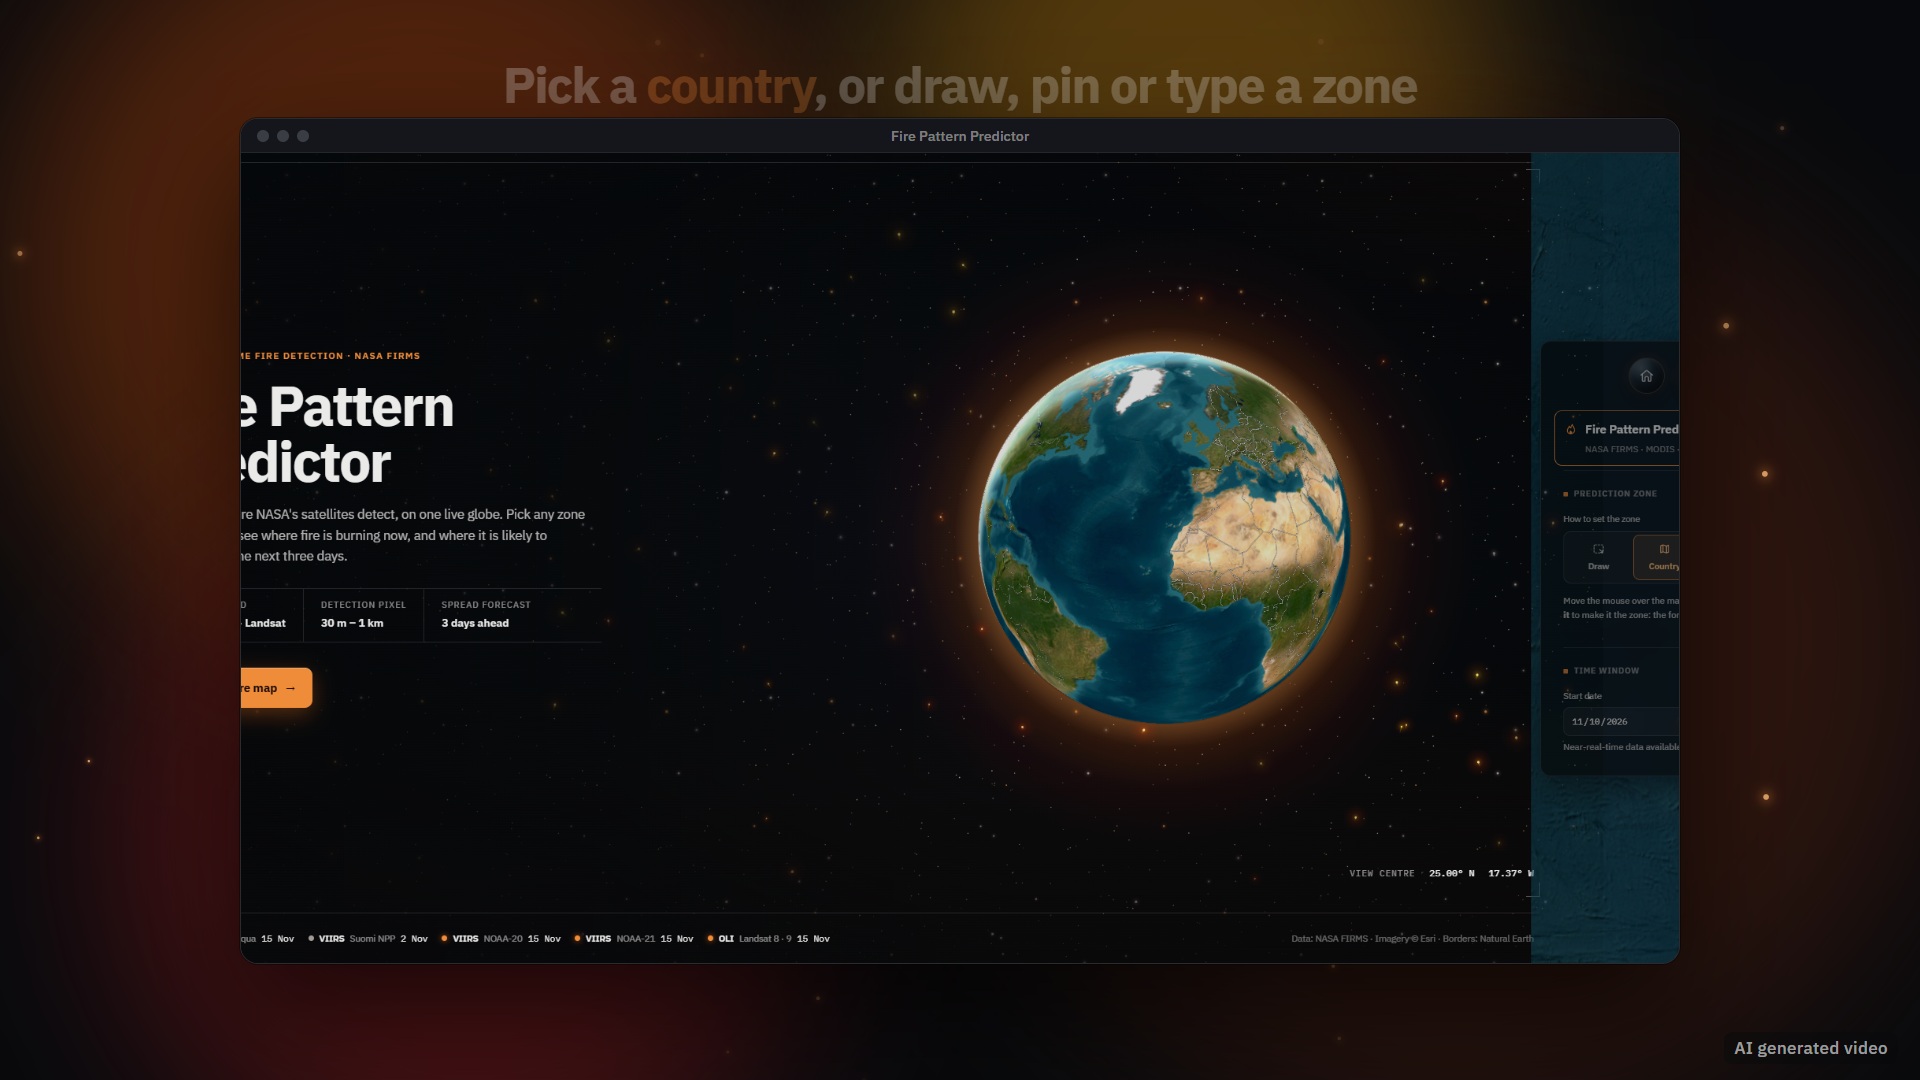 Pick a country, or draw, pin or type a zone
Fire Pattern Predictor
ME FIRE DETECTION · NASA FIRMS
e Pattern
edictor
re NASA's satellites detect, on one live globe. Pick any zone
see where fire is burning now, and where it is likely to
he next three days.
D
· Landsat
DETECTION PIXEL
30 m – 1 km
SPREAD FORECAST
3 days ahead
re map →
VIEW CENTRE 25.00° N 17.37° W
qua 15 Nov VIIRS Suomi NPP 2 Nov VIIRS NOAA-20 15 Nov VIIRS NOAA-21 15 Nov OLI Landsat 8 · 9 15 Nov
Data: NASA FIRMS · Imagery © Esri · Borders: Natural Earth
Fire Pattern Pred
NASA FIRMS · MODIS ·
PREDICTION ZONE
How to set the zone
Draw
Country
Move the mouse over the ma
it to make it the zone: the for
TIME WINDOW
Start date
11/10/2026
Near-real-time data available
AI generated video